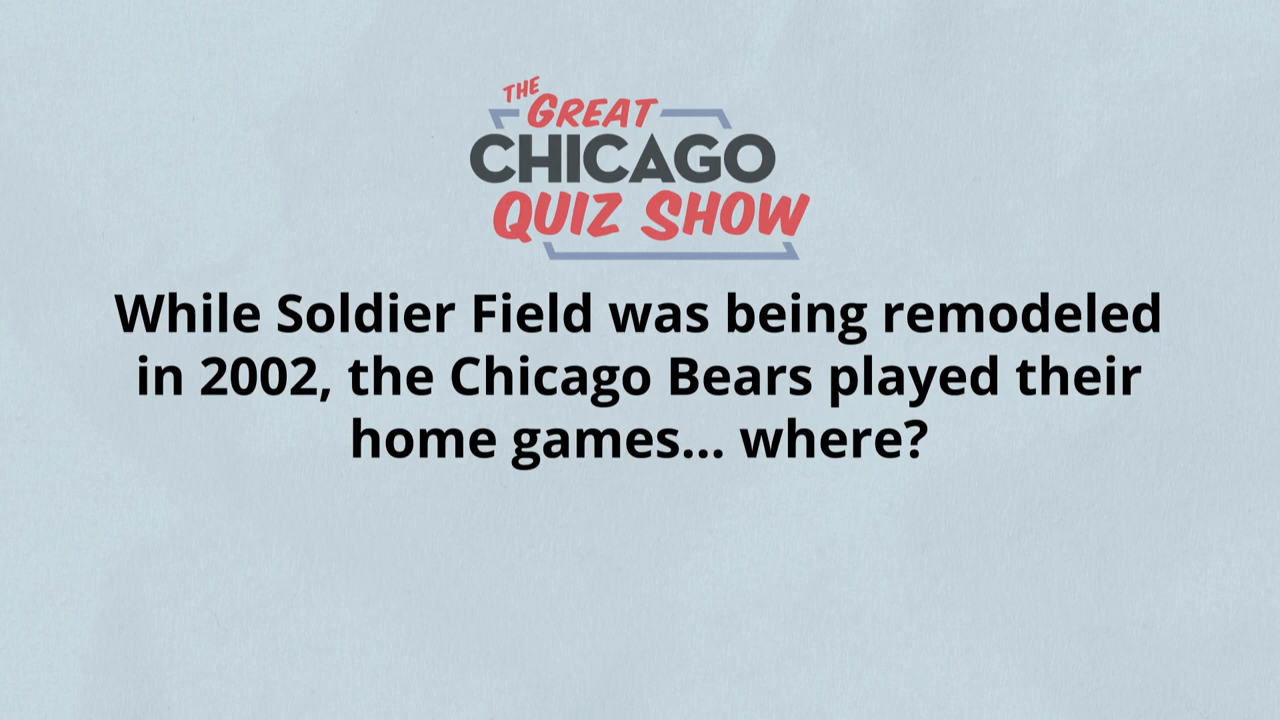 THE
GREAT
CHICAGO
QUIZ SHOW
While Soldier Field was being remodeled
in 2002, the Chicago Bears played their
home games... where?